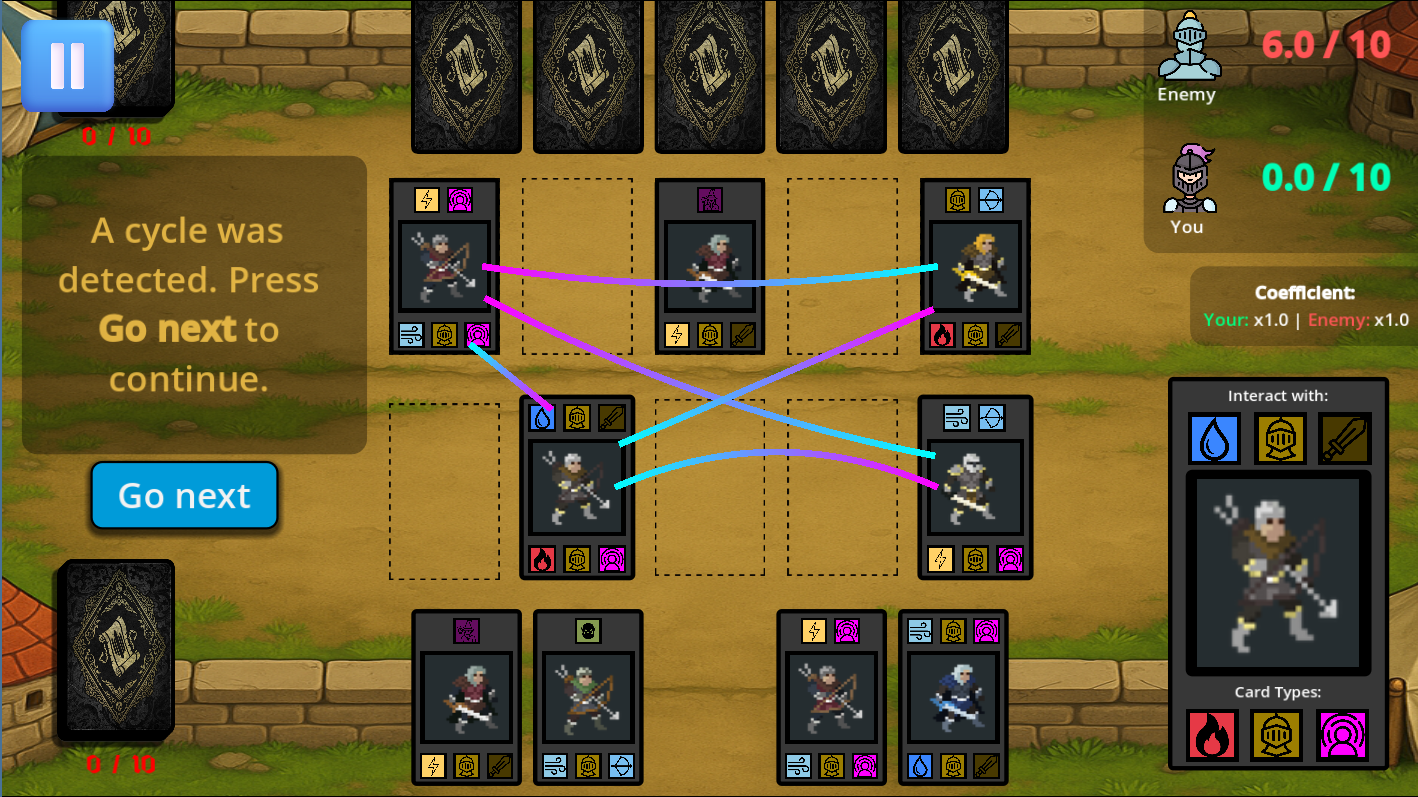 6.0 / 10
Enemy
0 / 10
0.0 / 10
You
A cycle was
detected. Press
Go next to
continue.
Coefficient:
Your: x1.0 | Enemy: x1.0
Interact with:
Go next
Card Types:
0 / 10